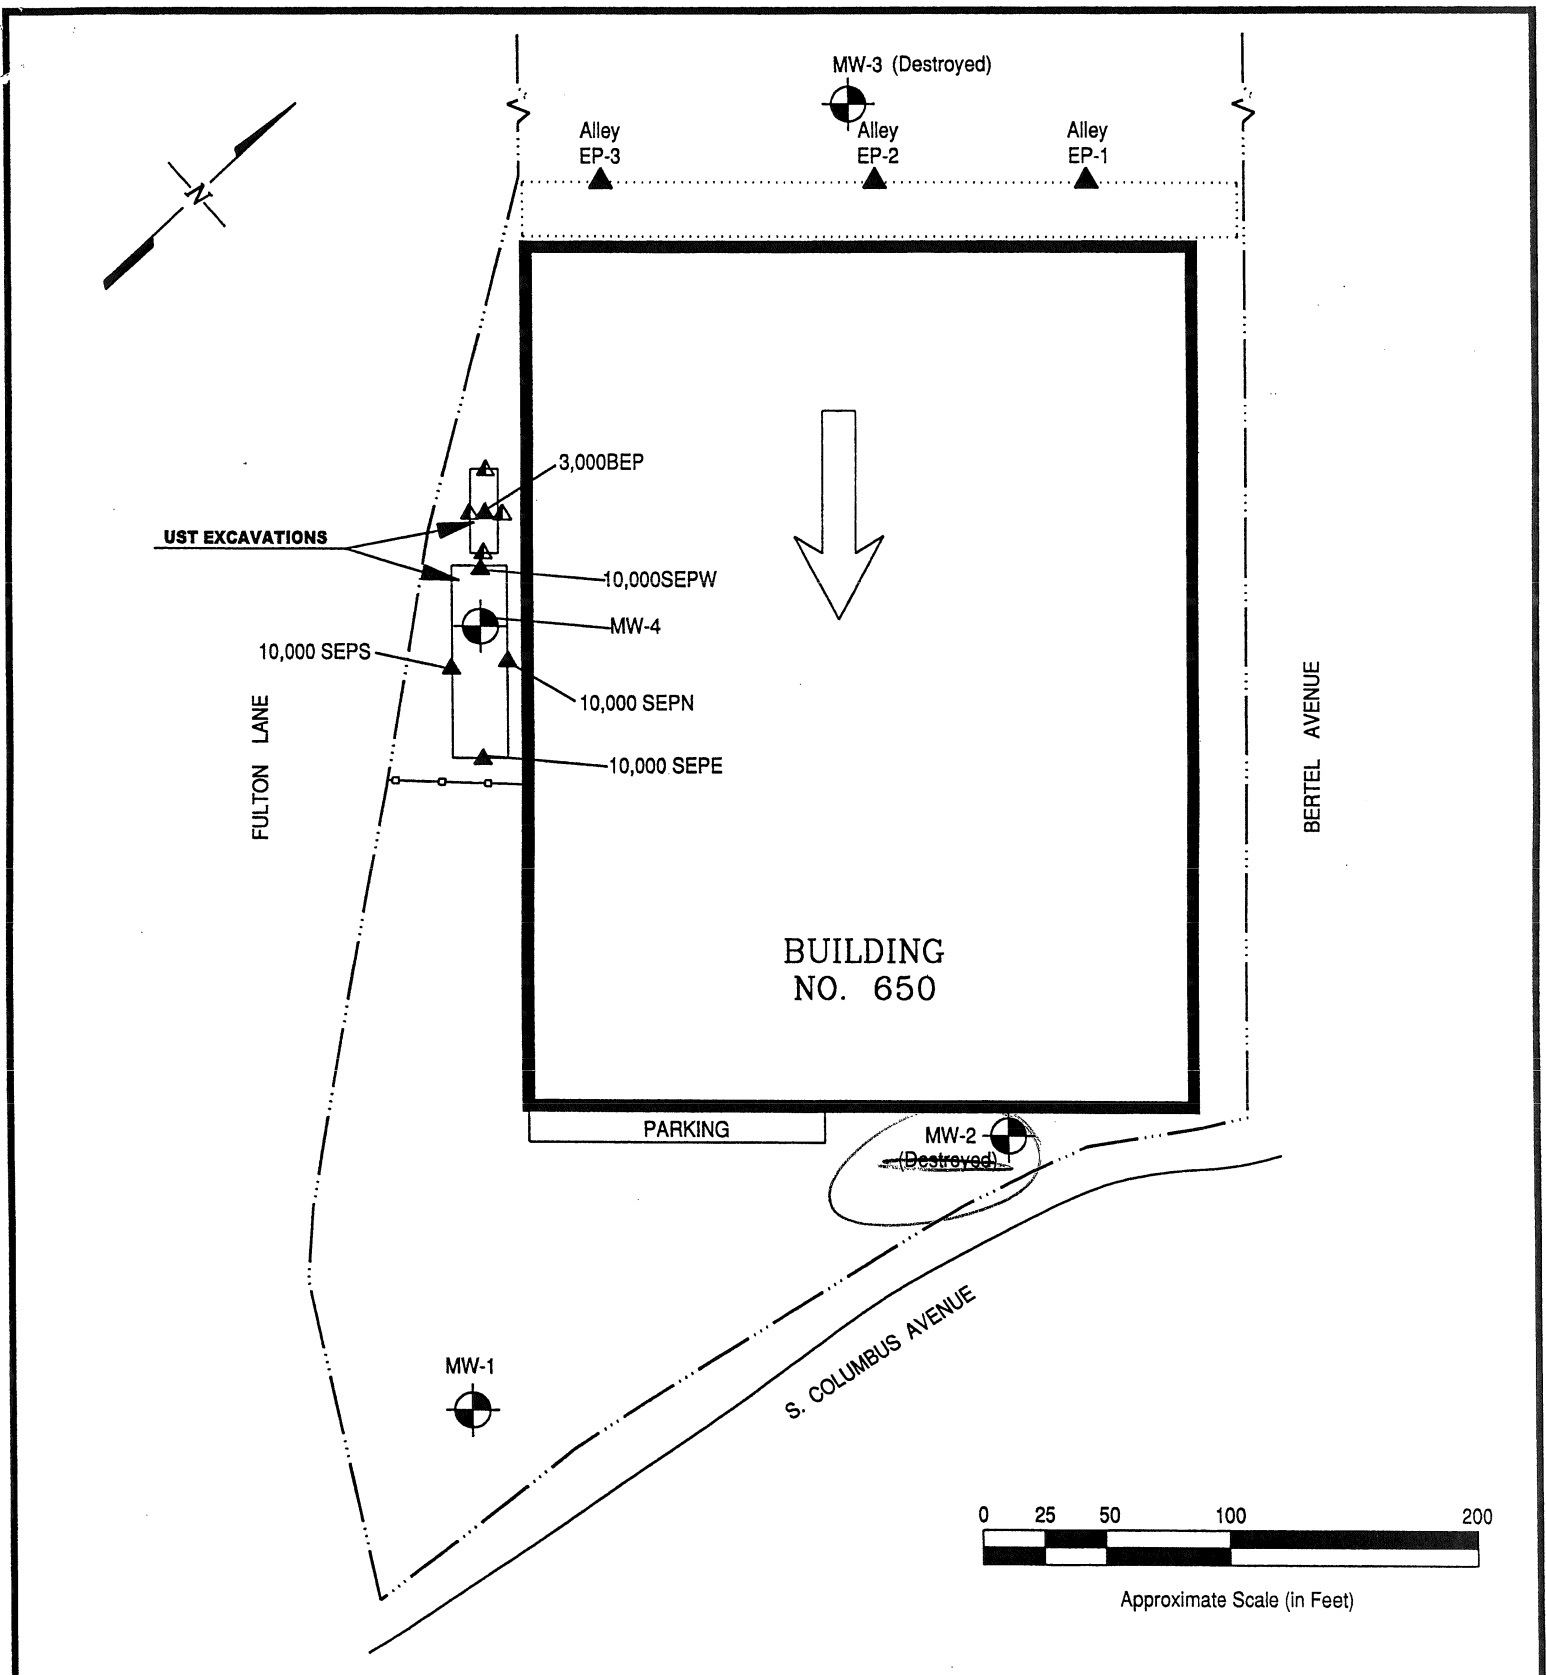 MW-3 (Destroyed)
Alley
EP-3
Alley
EP-2
Alley
EP-1
N
3,000BEP
UST EXCAVATIONS
10,000SEPW
MW-4
10,000 SEPS
10,000 SEPN
10,000 SEPE
FULTON LANE
BERTEL AVENUE
BUILDING
NO. 650
PARKING
MW-2
(Destroyed)
S. COLUMBUS AVENUE
MW-1
0 25 50 100 200
Approximate Scale (in Feet)